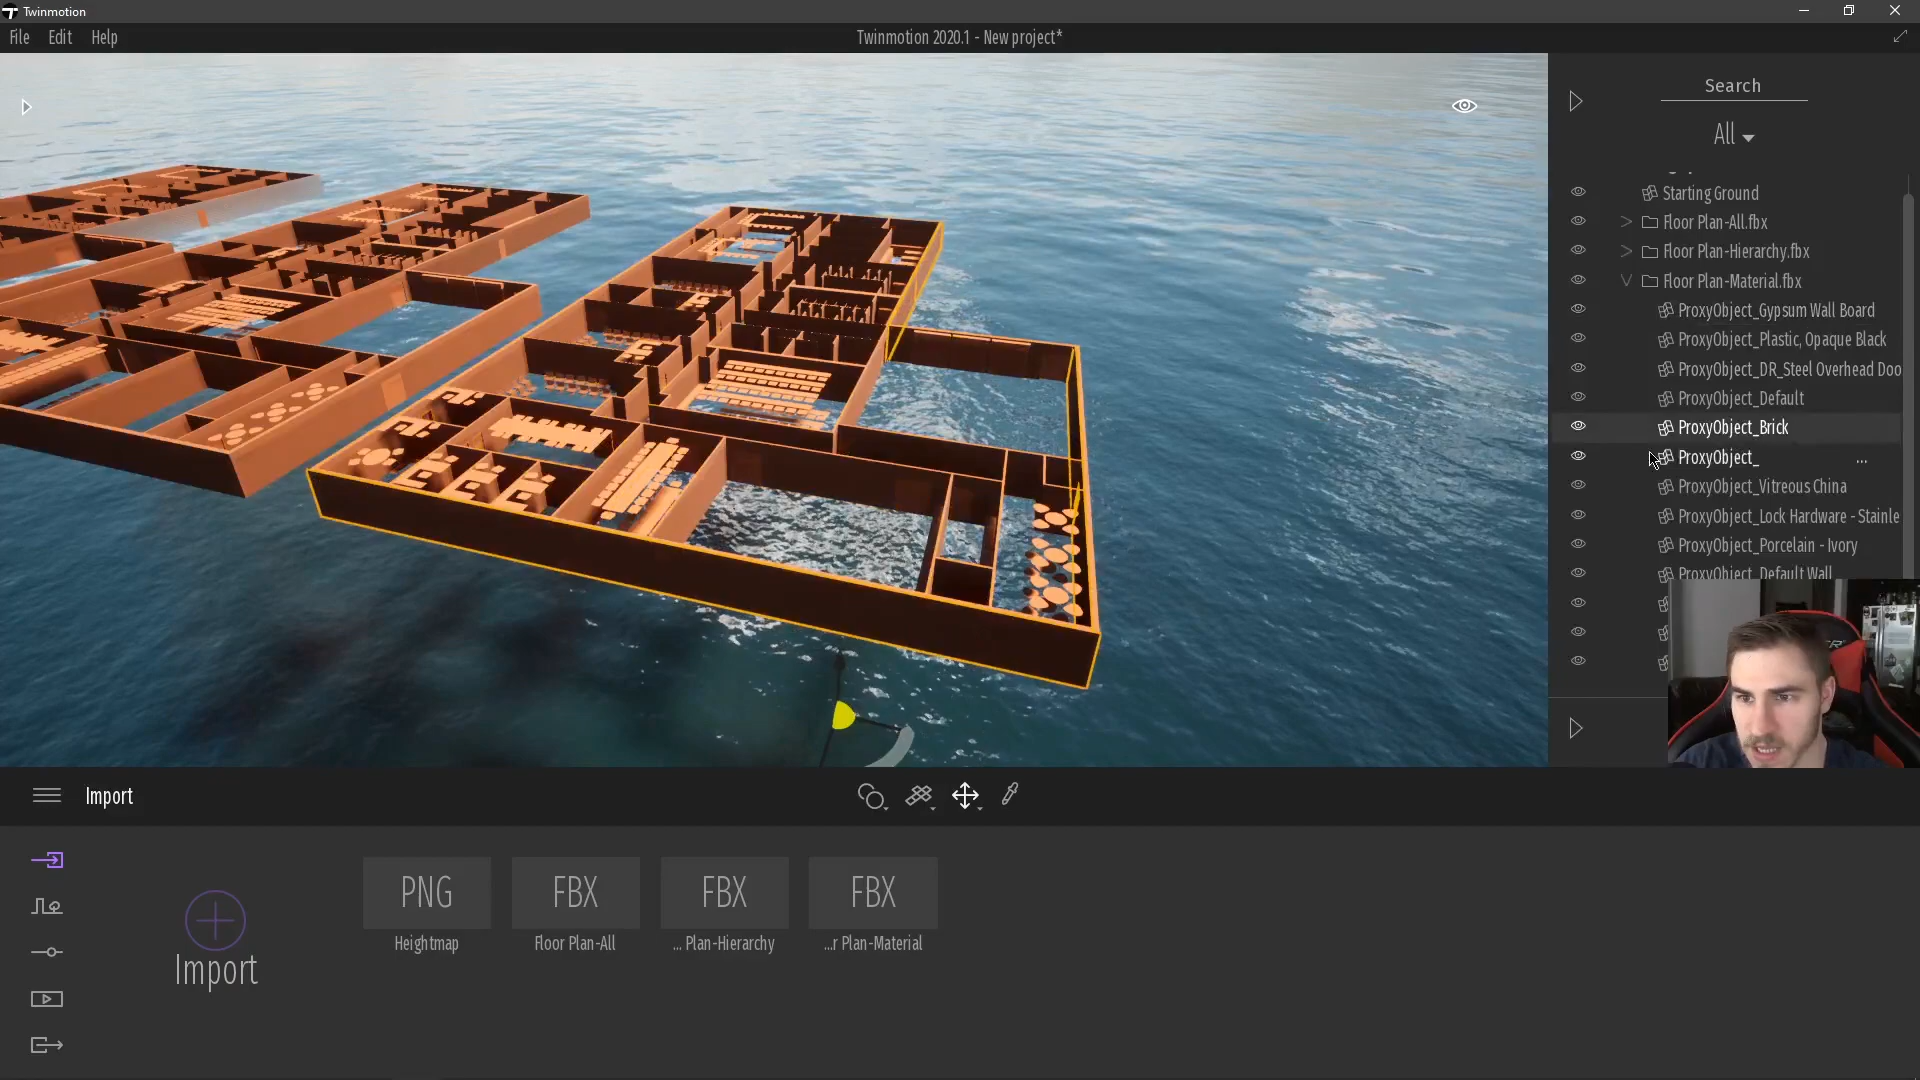 Twinmotion
File Edit Help
Twinmotion 2020.1 - New project*
Search
All
Starting Ground
Floor Plan-All.fbx
Floor Plan-Hierarchy.fbx
Floor Plan-Material.fbx
ProxyObject_Gypsum Wall Board
ProxyObject_Plastic, Opaque Black
ProxyObject_DR_Steel Overhead Doo
ProxyObject_Default
ProxyObject_Brick
ProxyObject_ ...
ProxyObject_Vitreous China
ProxyObject_Lock Hardware - Stainle
ProxyObject_Porcelain - Ivory
ProxyObject_Default Wall
Import
Import
PNG
Heightmap
FBX
Floor Plan-All
FBX
... Plan-Hierarchy
FBX
...r Plan-Material